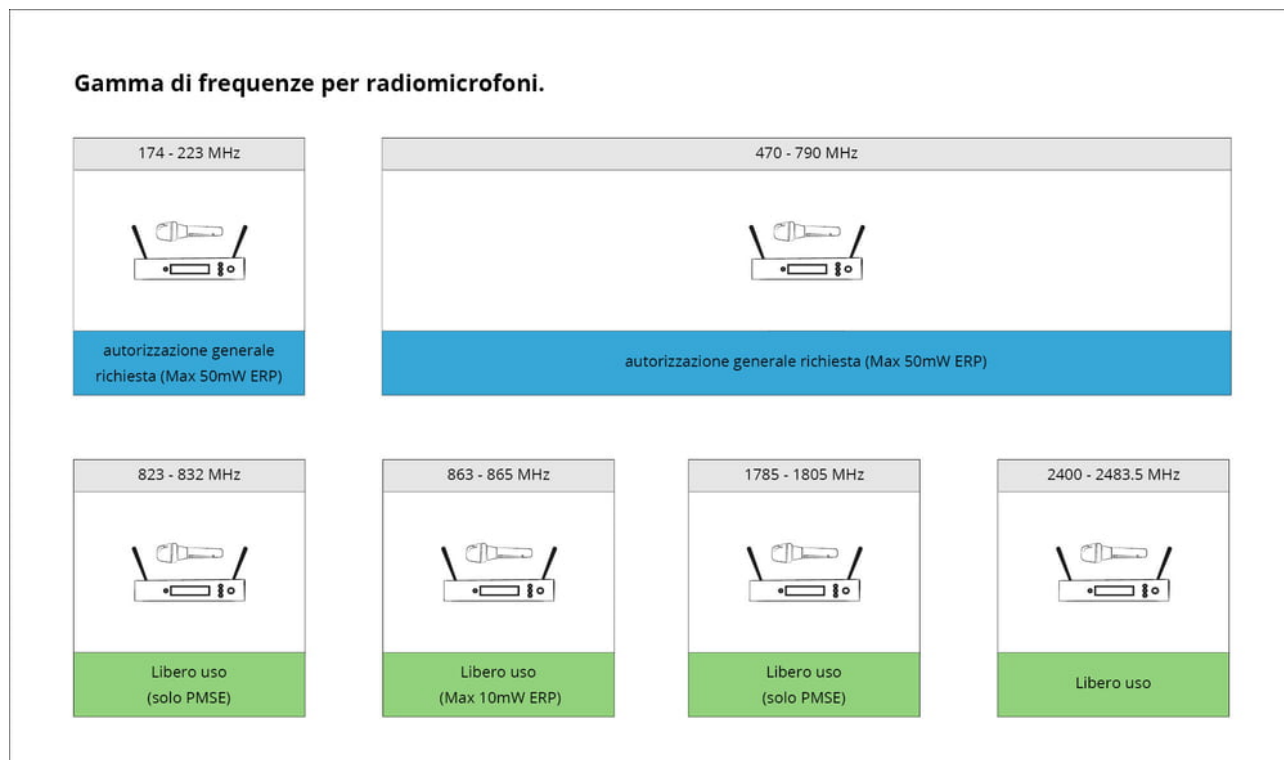 Gamma di frequenze per radiomicrofoni.
174 - 223 MHz
470 - 790 MHz
autorizzazione generale
richiesta (Max 50mW ERP)
autorizzazione generale richiesta (Max 50mW ERP)
823 - 832 MHz
863 - 865 MHz
1785 - 1805 MHz
2400 - 2483.5 MHz
Libero uso
(solo PMSE)
Libero uso
(Max 10mW ERP)
Libero uso
(solo PMSE)
Libero uso